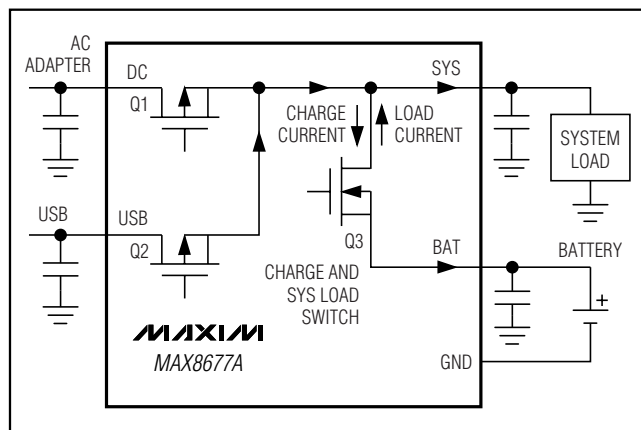 AC
ADAPTER
DC
Q1
SYS
CHARGE
CURRENT
LOAD
CURRENT
SYSTEM
LOAD
USB
USB
Q2
Q3
CHARGE AND
SYS LOAD
SWITCH
BAT
BATTERY
+
MAXIM
MAX8677A
GND